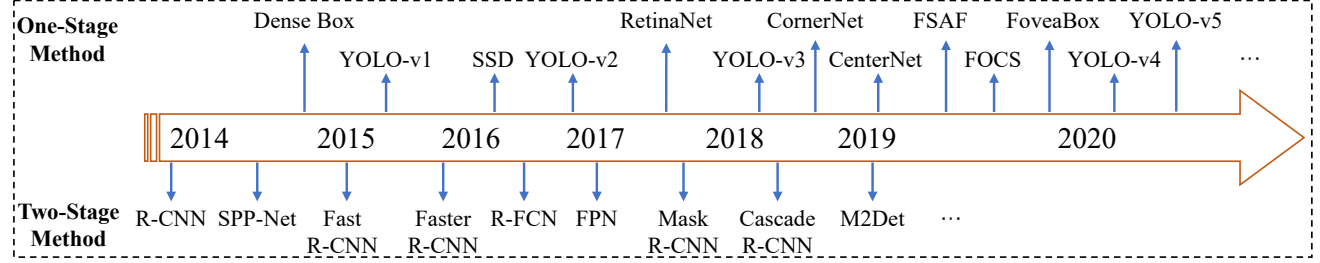 One-Stage
Method
Dense Box RetinaNet CornerNet FSAF FoveaBox YOLO-v5
YOLO-v1 SSD YOLO-v2 YOLO-v3 CenterNet FOCS YOLO-v4 ...
2014 2015 2016 2017 2018 2019 2020
Two-Stage
Method
R-CNN SPP-Net Fast
R-CNN Faster
R-CNN R-FCN FPN Mask
R-CNN Cascade
R-CNN M2Det ...